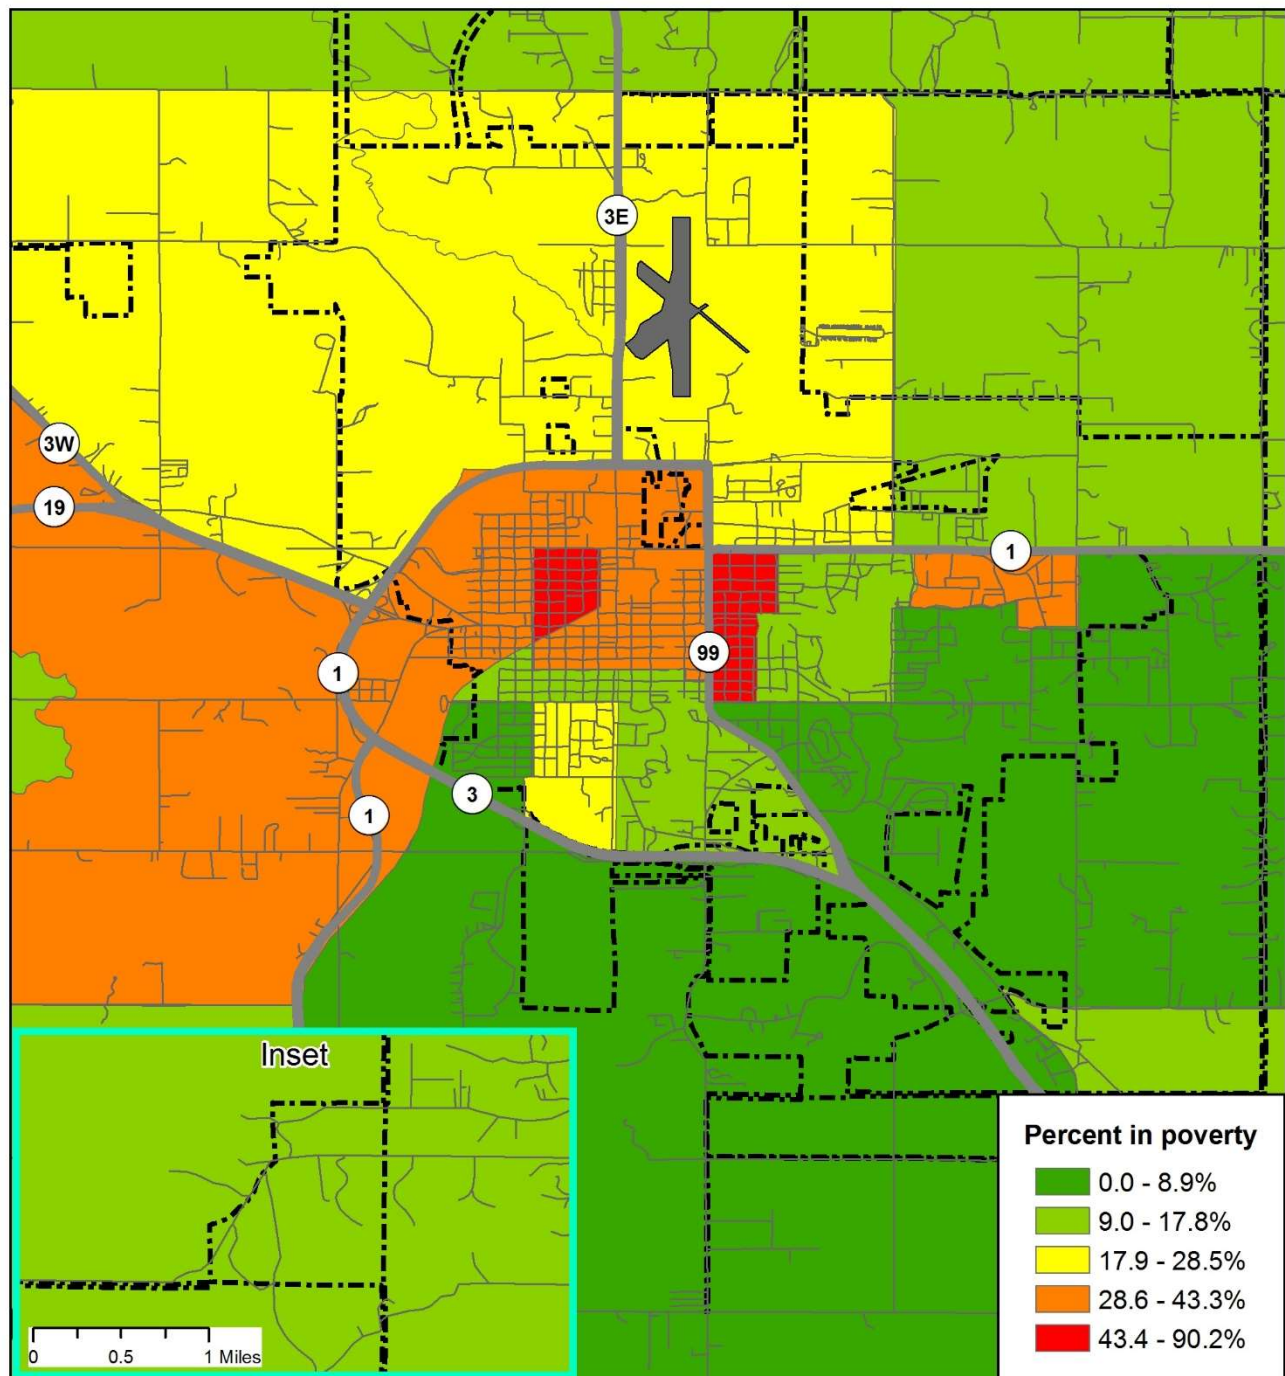 3E
3W
19
1
1
99
3
1
Inset
0 0.5 1 Miles
Percent in poverty
0.0 - 8.9%
9.0 - 17.8%
17.9 - 28.5%
28.6 - 43.3%
43.4 - 90.2%